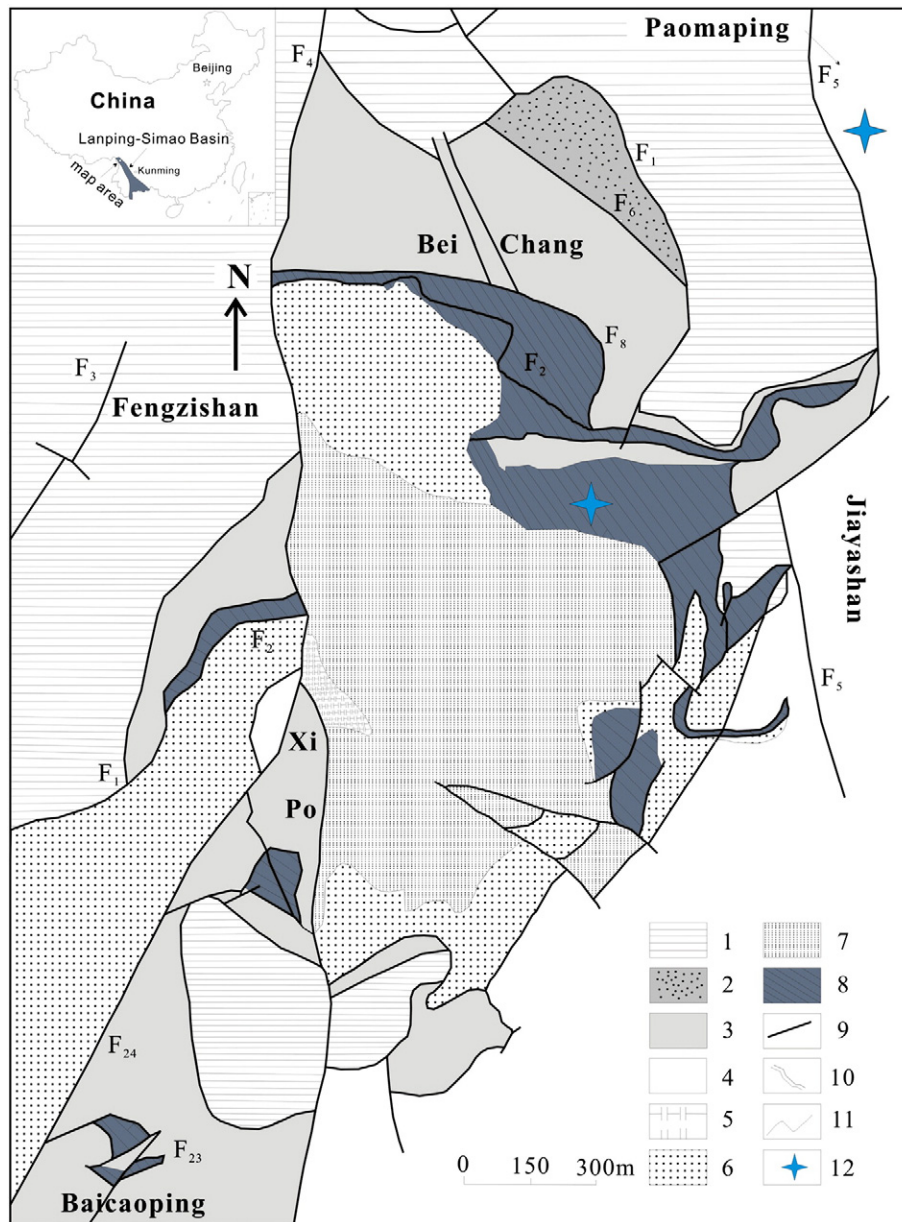 Paomaping
F4
F5
Beijing
China
Lanping-Simao Basin
Kunming
map area
F1
F6
Bei Chang
N
F8
F2
F3
Fengzishan
Jiayashan
F2
F5
Xi
F1
Po
1 7
2 8
3 9
F24
4 10
5 11
F23
0 150 300m
6 12
Baicaoping